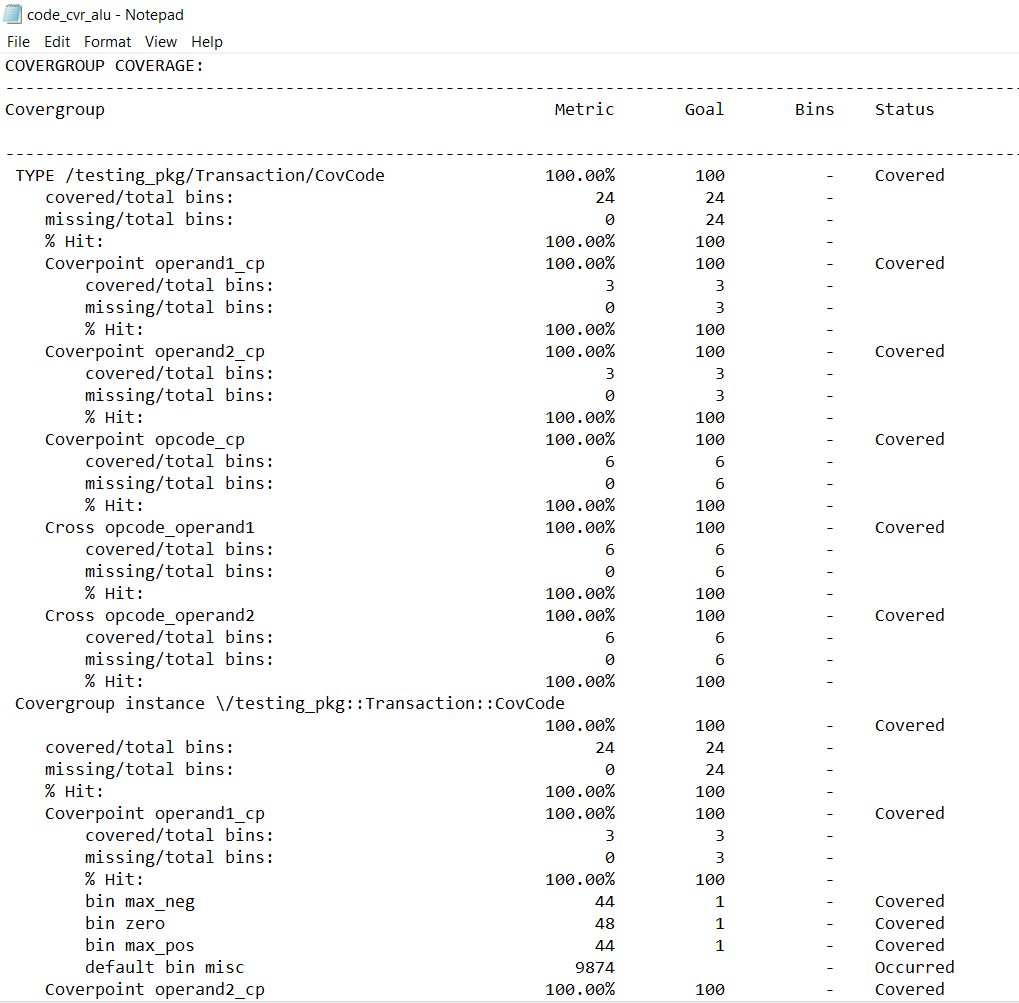 code_cvr_alu - Notepad
File Edit Format View Help
COVERGROUP COVERAGE:
----------------------------------------------------------------------------------------------------------
Covergroup Metric Goal Bins Status
----------------------------------------------------------------------------------------------------------
TYPE /testing_pkg/Transaction/CovCode 100.00% 100 - Covered
covered/total bins: 24 24 -
missing/total bins: 0 24 -
% Hit: 100.00% 100 -
Coverpoint operand1_cp 100.00% 100 - Covered
covered/total bins: 3 3 -
missing/total bins: 0 3 -
% Hit: 100.00% 100 -
Coverpoint operand2_cp 100.00% 100 - Covered
covered/total bins: 3 3 -
missing/total bins: 0 3 -
% Hit: 100.00% 100 -
Coverpoint opcode_cp 100.00% 100 - Covered
covered/total bins: 6 6 -
missing/total bins: 0 6 -
% Hit: 100.00% 100 -
Cross opcode_operand1 100.00% 100 - Covered
covered/total bins: 6 6 -
missing/total bins: 0 6 -
% Hit: 100.00% 100 -
Cross opcode_operand2 100.00% 100 - Covered
covered/total bins: 6 6 -
missing/total bins: 0 6 -
% Hit: 100.00% 100 -
Covergroup instance \/testing_pkg::Transaction::CovCode
100.00% 100 - Covered
covered/total bins: 24 24 -
missing/total bins: 0 24 -
% Hit: 100.00% 100 -
Coverpoint operand1_cp 100.00% 100 - Covered
covered/total bins: 3 3 -
missing/total bins: 0 3 -
% Hit: 100.00% 100 -
bin max_neg 44 1 - Covered
bin zero 48 1 - Covered
bin max_pos 44 1 - Covered
default bin misc 9874 - Occurred
Coverpoint operand2_cp 100.00% 100 - Covered